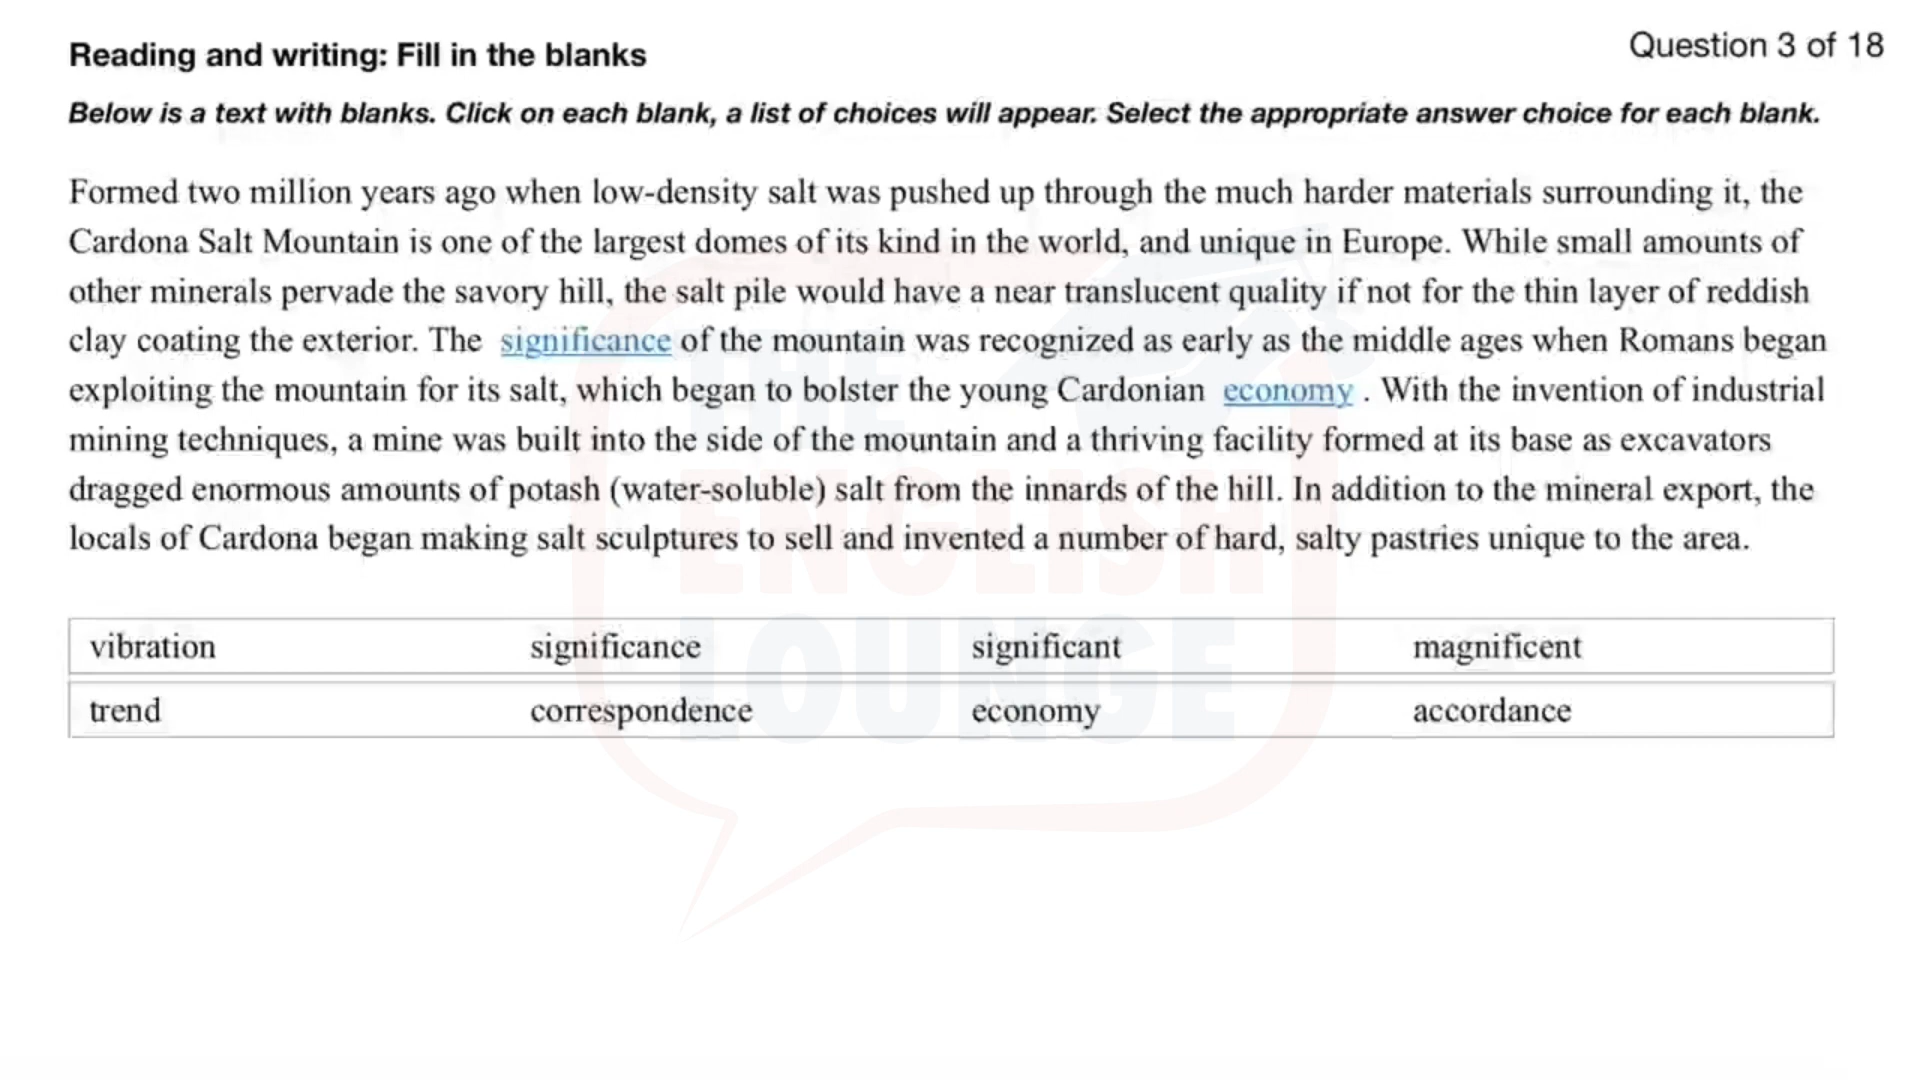 Question 3 of 18
Reading and writing: Fill in the blanks
Below is a text with blanks. Click on each blank, a list of choices will appear. Select the appropriate answer choice for each blank.
Formed two million years ago when low-density salt was pushed up through the much harder materials surrounding it, the
Cardona Salt Mountain is one of the largest domes of its kind in the world, and unique in Europe. While small amounts of
other minerals pervade the savory hill, the salt pile would have a near translucent quality if not for the thin layer of reddish
clay coating the exterior. The significance of the mountain was recognized as early as the middle ages when Romans began
exploiting the mountain for its salt, which began to bolster the young Cardonian economy . With the invention of industrial
mining techniques, a mine was built into the side of the mountain and a thriving facility formed at its base as excavators
dragged enormous amounts of potash (water-soluble) salt from the innards of the hill. In addition to the mineral export, the
locals of Cardona began making salt sculptures to sell and invented a number of hard, salty pastries unique to the area.
vibration significance significant magnificent
trend correspondence economy accordance
THE
ENGLISH
LOUNGE